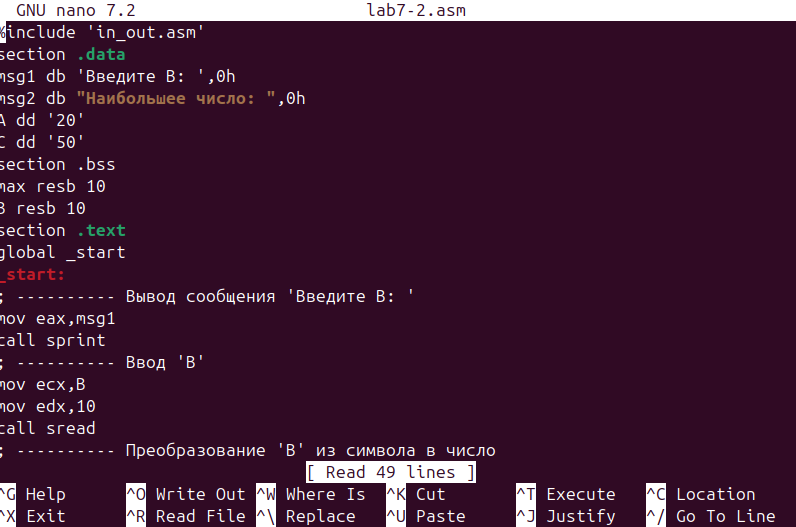 GNU nano 7.2 lab7-2.asm
%include 'in_out.asm'
section .data
msg1 db 'Введите B: ',0h
msg2 db "Наибольшее число: ",0h
A dd '20'
C dd '50'
section .bss
max resb 10
B resb 10
section .text
global _start
_start:
; ---------- Вывод сообщения 'Введите B: '
mov eax,msg1
call sprint
; ---------- Ввод 'B'
mov ecx,B
mov edx,10
call sread
; ---------- Преобразование 'B' из символа в число
[ Read 49 lines ]
^G Help ^O Write Out ^W Where Is ^K Cut ^T Execute ^C Location
^X Exit ^R Read File ^\ Replace ^U Paste ^J Justify ^/ Go To Line